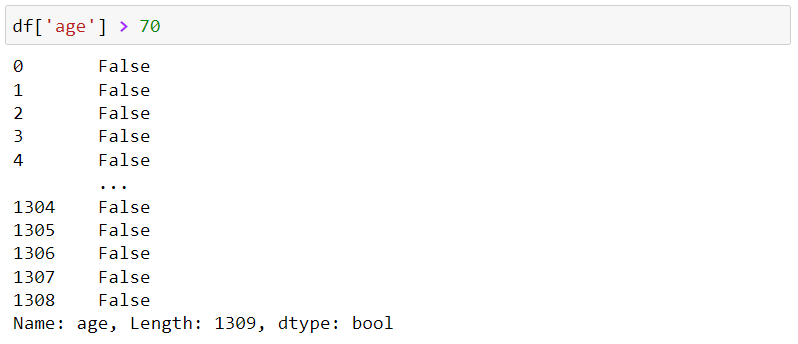 df['age'] > 70
0       False
1       False
2       False
3       False
4       False
        ...
1304    False
1305    False
1306    False
1307    False
1308    False
Name: age, Length: 1309, dtype: bool